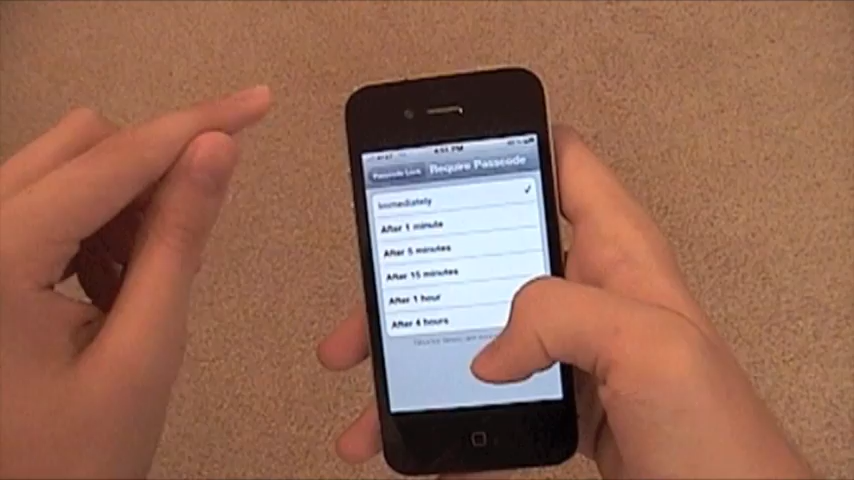 4:51 PM
Passcode Lock Require Passcode
Immediately
After 1 minute
After 5 minutes
After 15 minutes
After 1 hour
After 4 hours